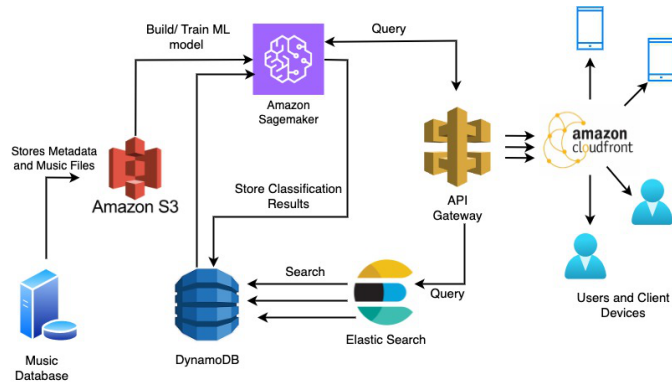 Build/ Train ML
model
Query
Amazon
Sagemaker
Stores Metadata
and Music Files
Amazon S3
amazon
cloudfront
API
Gateway
Store Classification
Results
Search
Query
Elastic Search
DynamoDB
Music
Database
Users and Client
Devices